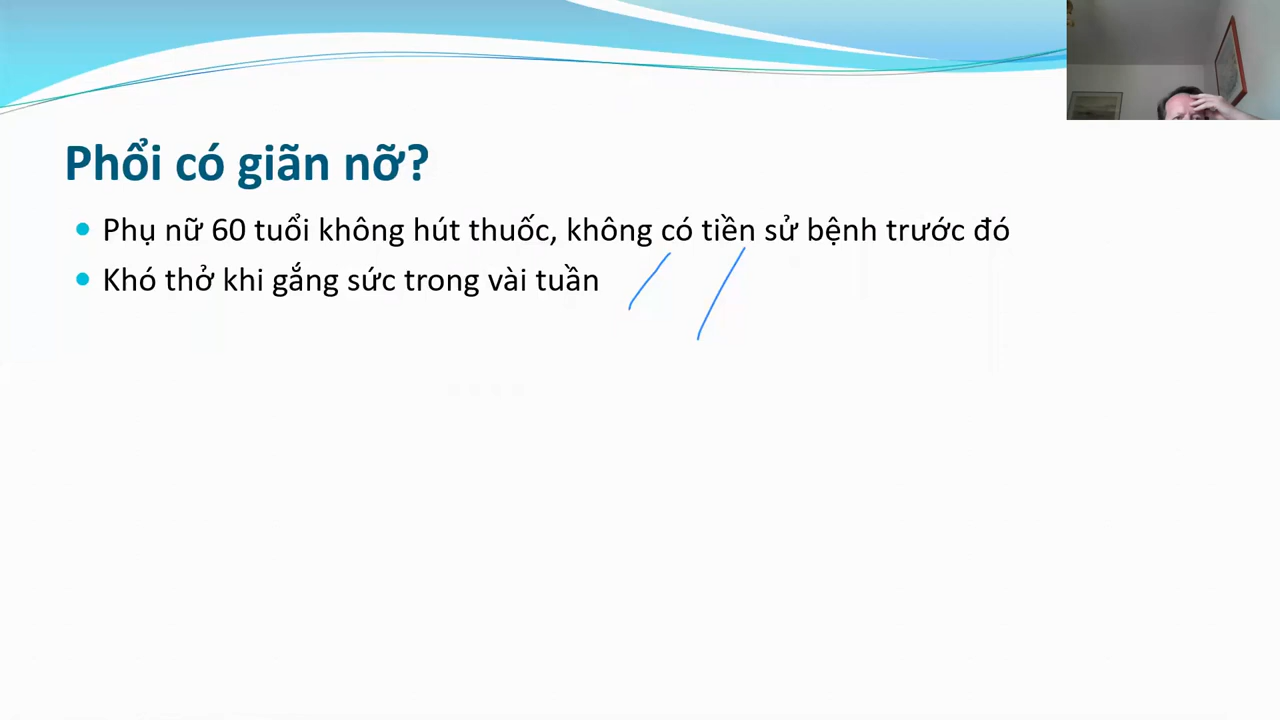 Phổi có giãn nỡ?
Phụ nữ 60 tuổi không hút thuốc, không có tiền sử bệnh trước đó
Khó thở khi gắng sức trong vài tuần